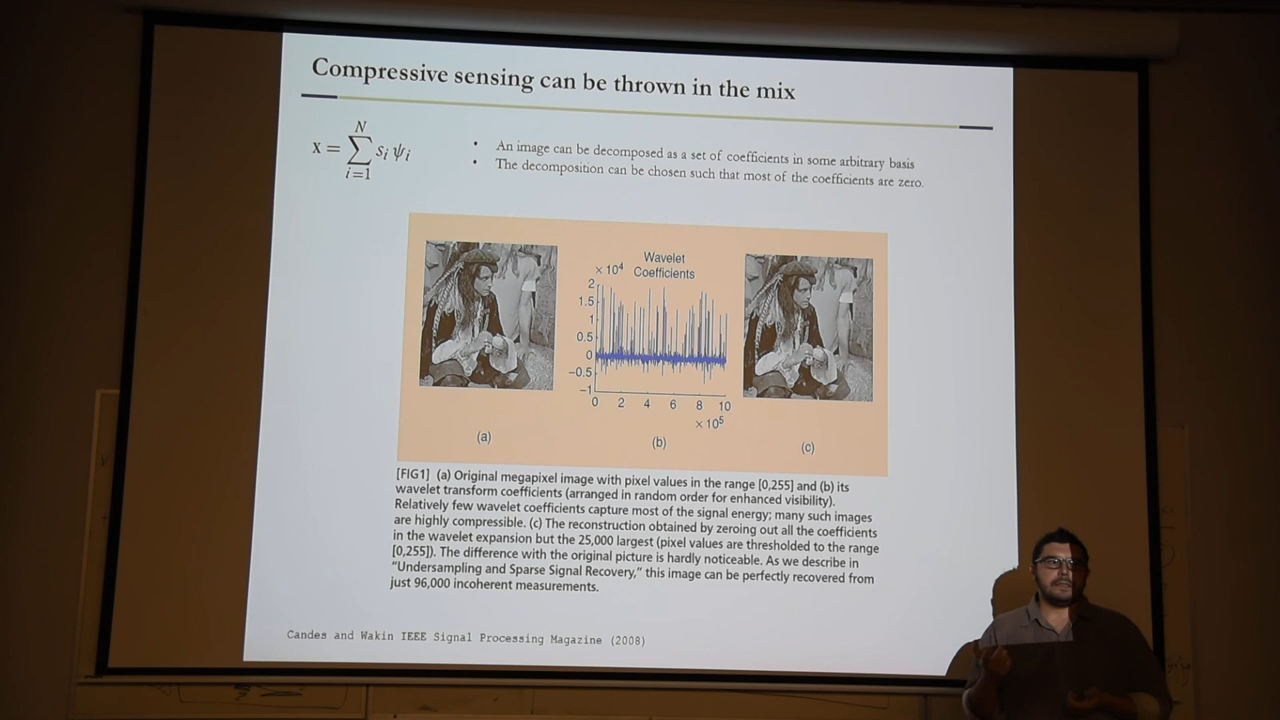 Compressive sensing can be thrown in the mix
x = N ∑ i=1 sᵢ ψᵢ
• An image can be decomposed as a set of coefficients in some arbitrary basis
• The decomposition can be chosen such that most of the coefficients are zero.
Wavelet
Coefficients
× 10⁴
2
1.5
1
0.5
0
−0.5
−1
0 2 4 6 8 10
× 10⁵
(a) (b) (c)
[FIG1] (a) Original megapixel image with pixel values in the range [0,255] and (b) its
wavelet transform coefficients (arranged in random order for enhanced visibility).
Relatively few wavelet coefficients capture most of the signal energy; many such images
are highly compressible. (c) The reconstruction obtained by zeroing out all the coefficients
in the wavelet expansion but the 25,000 largest (pixel values are thresholded to the range
[0,255]). The difference with the original picture is hardly noticeable. As we describe in
"Undersampling and Sparse Signal Recovery," this image can be perfectly recovered from
just 96,000 incoherent measurements.
Candes and Wakin IEEE Signal Processing Magazine (2008)